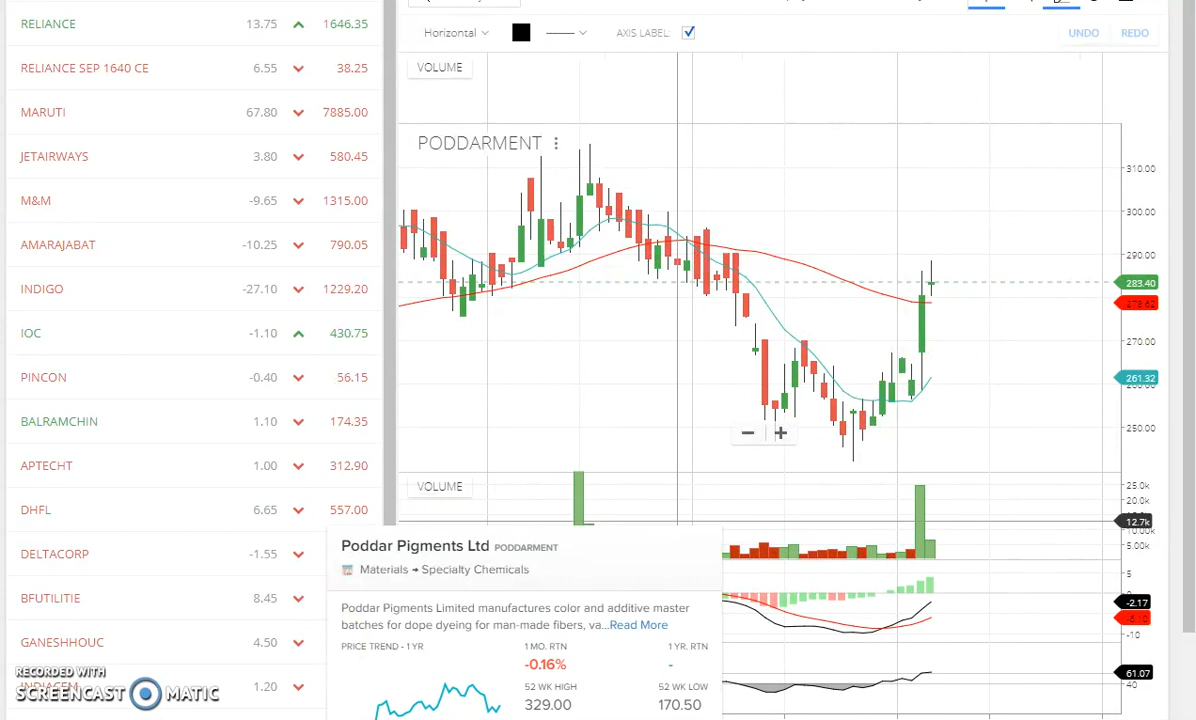 RELIANCE 13.75 1646.35
RELIANCE SEP 1640 CE 6.55 38.25
MARUTI 67.80 7885.00
JETAIRWAYS 3.80 580.45
M&M -9.65 1315.00
AMARAJABAT -10.25 790.05
INDIGO -27.10 1229.20
IOC -1.10 430.75
PINCON -0.40 56.15
BALRAMCHIN 1.10 174.35
APTECHT 1.00 312.90
DHFL 6.65 557.00
DELTACORP -1.55
BFUTILITIE 8.45
GANESHHOUC 4.50
1.20
RECORDED WITH
SCREENCAST MATIC
Horizontal AXIS LABEL: UNDO REDO
VOLUME
PODDARMENT
310.00
300.00
290.00
283.40
278.62
270.00
261.32
250.00
VOLUME
25.0k
20.0k
12.7k
5.00k
5
-2.17
-10
61.07
40
Poddar Pigments Ltd PODDARMENT
Materials Specialty Chemicals
Poddar Pigments Limited manufactures color and additive master
batches for dope dyeing for man-made fibers, va...Read More
PRICE TREND - 1YR 1 MO. RTN 1 YR. RTN
-0.16% -
52 WK HIGH 52 WK LOW
329.00 170.50